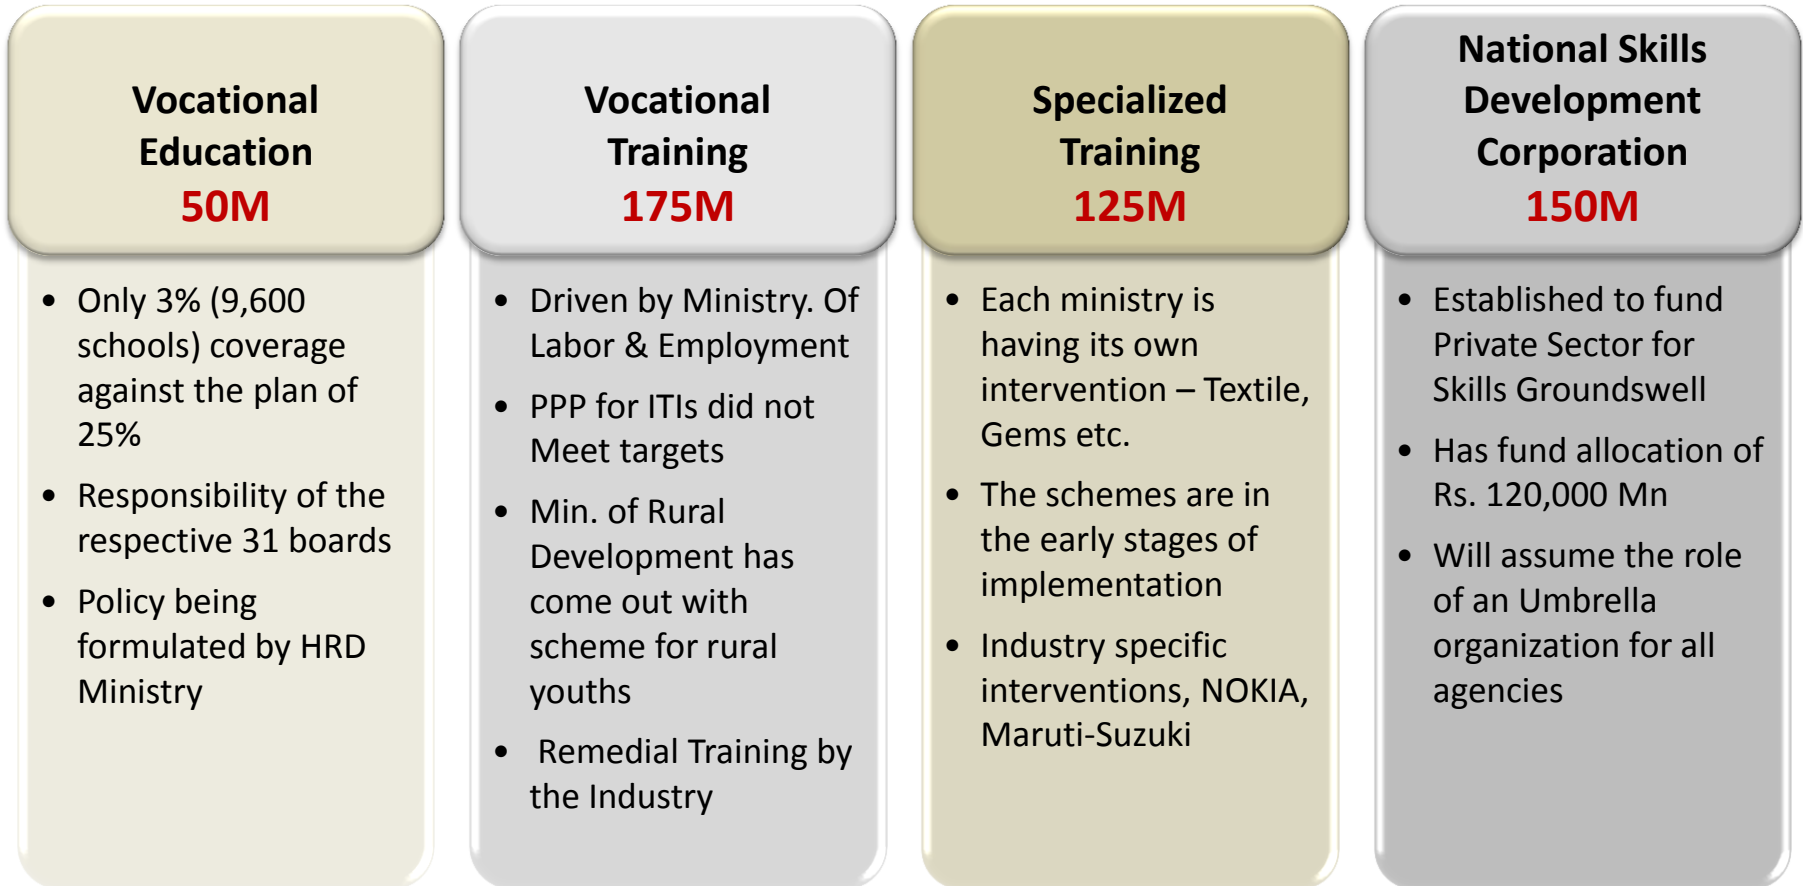 Vocational
Education
50M
• Only 3% (9,600
schools) coverage
against the plan of
25%
• Responsibility of the
respective 31 boards
• Policy being
formulated by HRD
Ministry
Vocational
Training
175M
• Driven by Ministry. Of
Labor & Employment
• PPP for ITIs did not
Meet targets
• Min. of Rural
Development has
come out with
scheme for rural
youths
• Remedial Training by
the Industry
Specialized
Training
125M
• Each ministry is
having its own
intervention – Textile,
Gems etc.
• The schemes are in
the early stages of
implementation
• Industry specific
interventions, NOKIA,
Maruti-Suzuki
National Skills
Development
Corporation
150M
• Established to fund
Private Sector for
Skills Groundswell
• Has fund allocation of
Rs. 120,000 Mn
• Will assume the role
of an Umbrella
organization for all
agencies